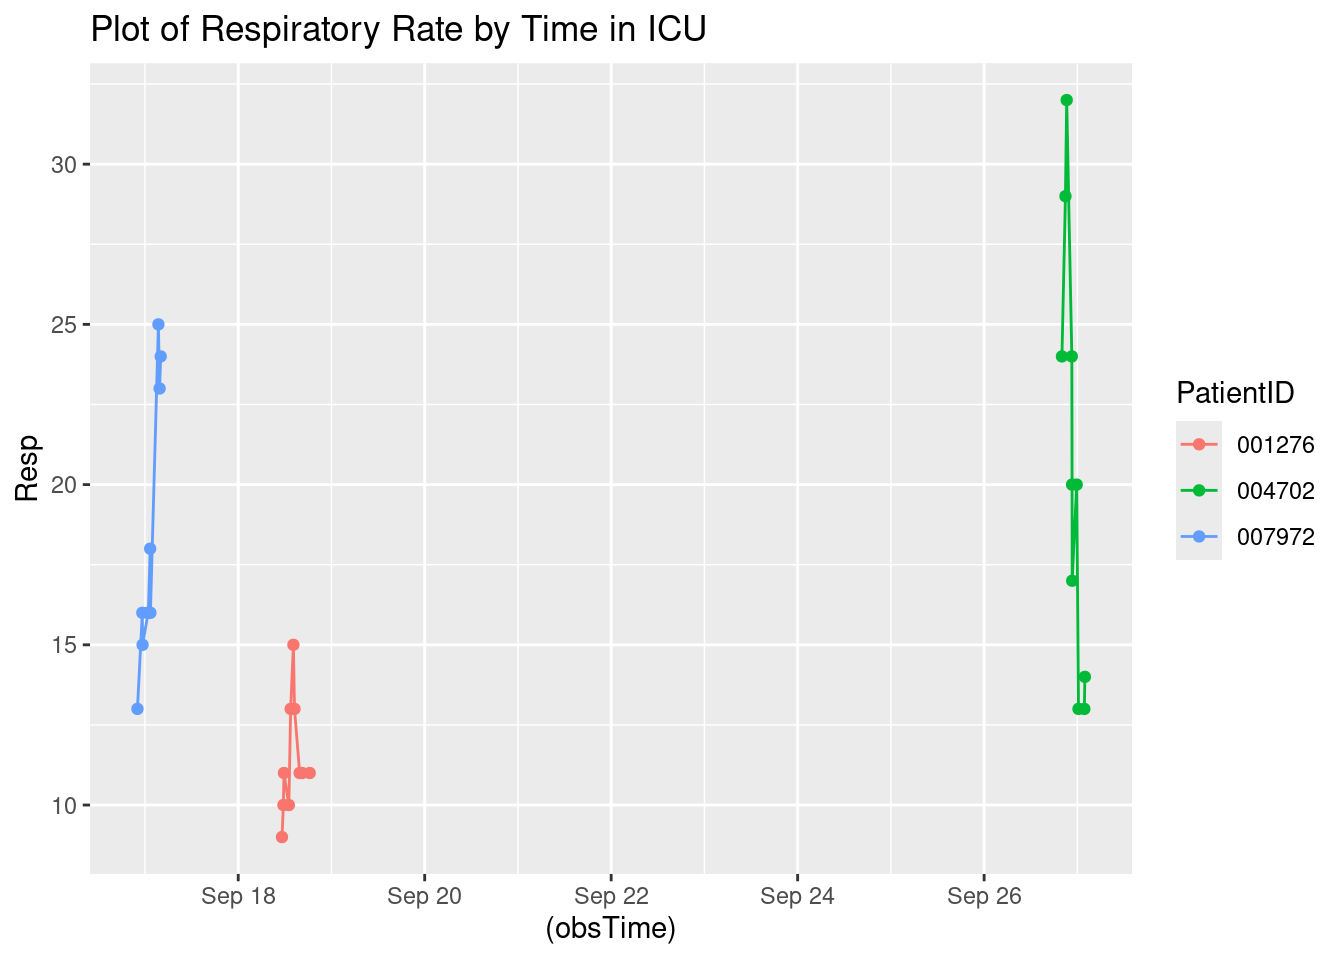 Plot of Respiratory Rate by Time in ICU
Resp
30
25
20
15
10
Sep 18
Sep 20
Sep 22
Sep 24
Sep 26
(obsTime)
PatientID
001276
004702
007972